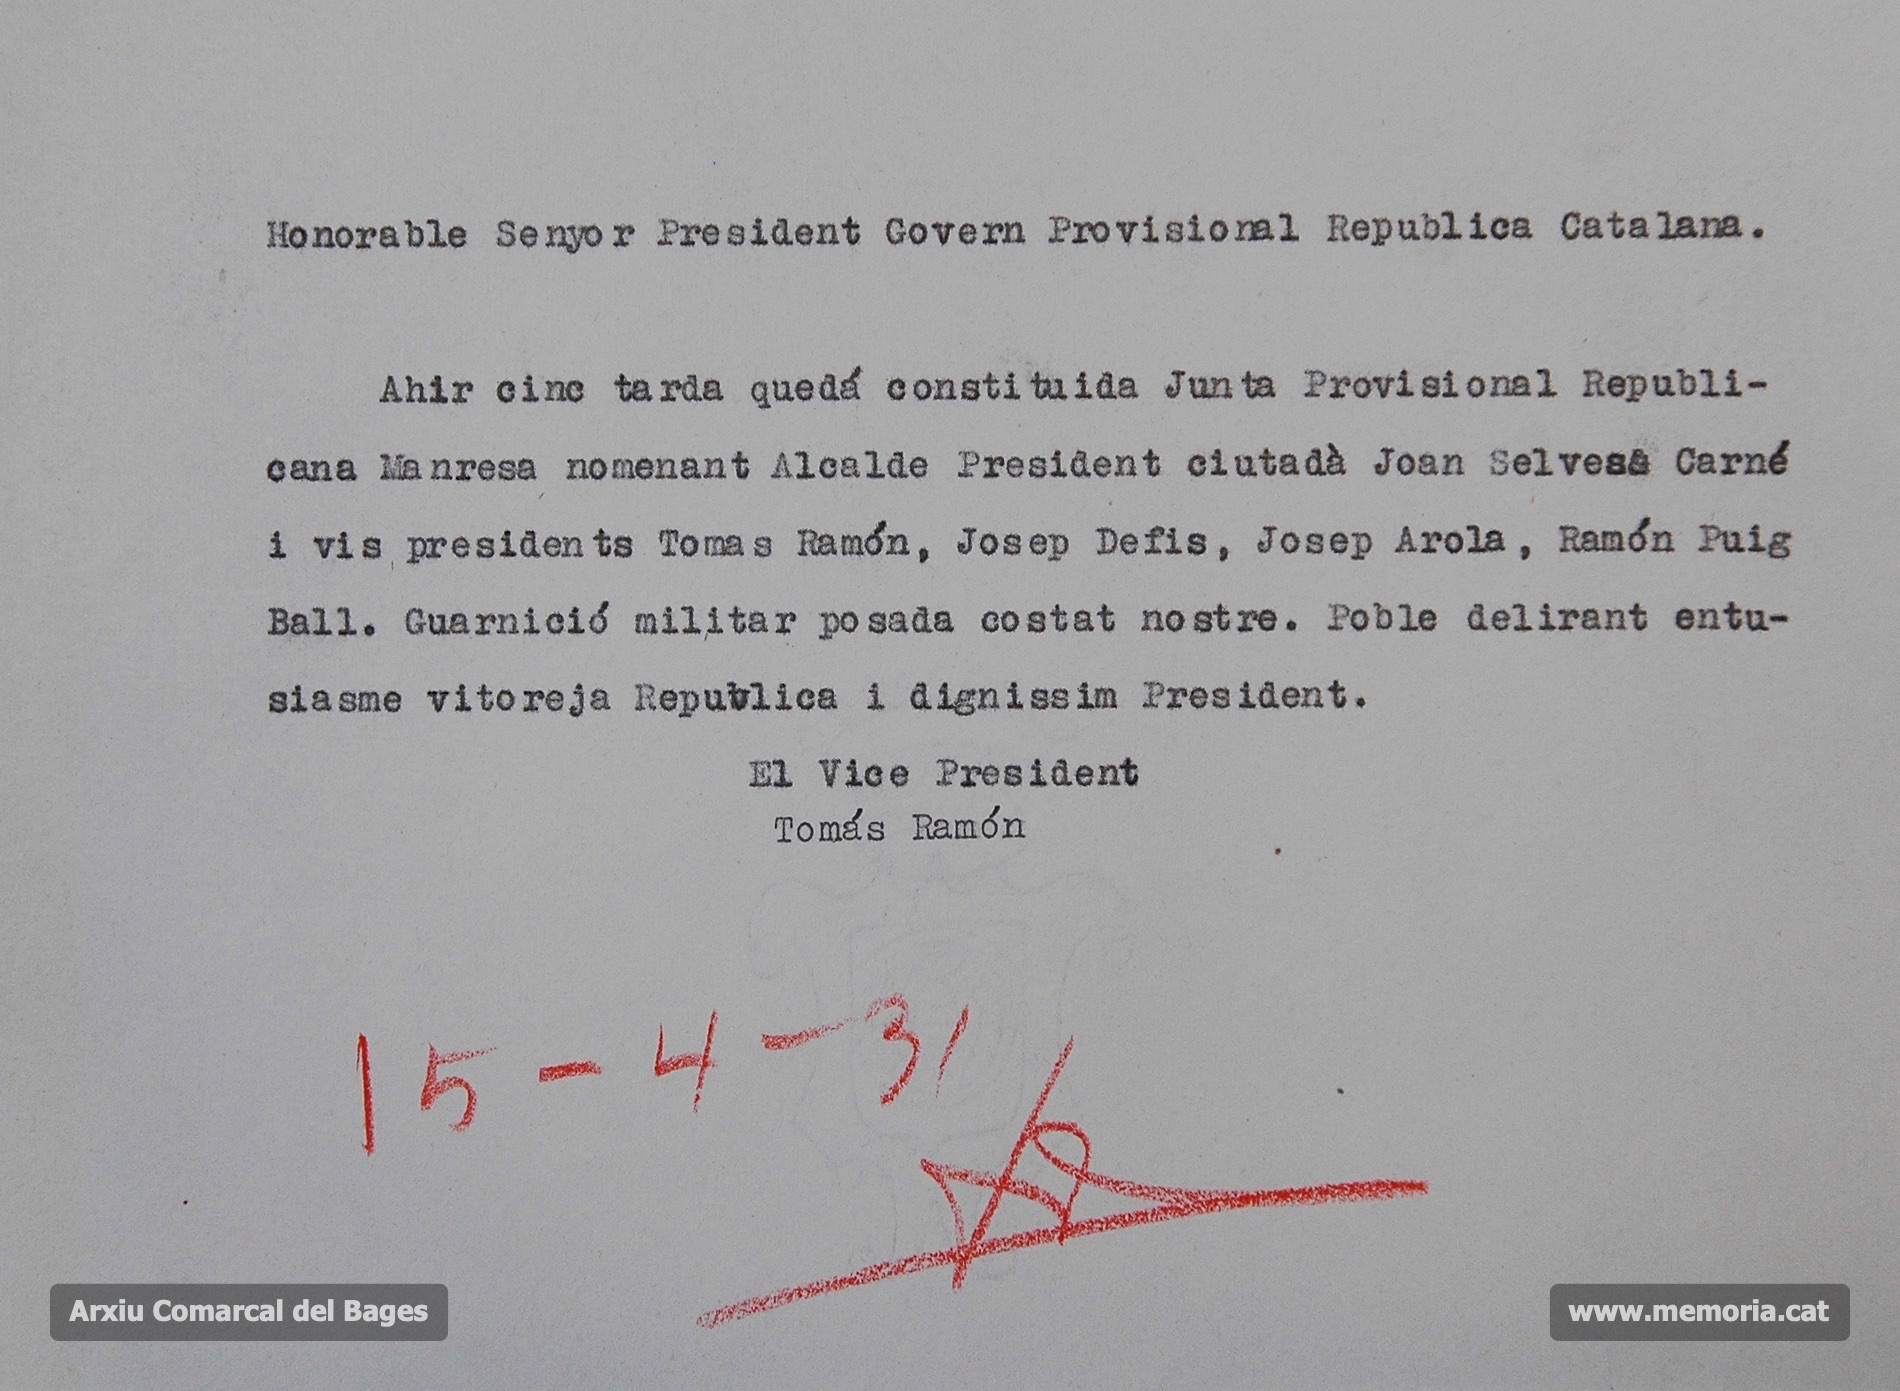 Honorable Senyor President Govern Provisional Republica Catalana.
Ahir cinc tarda quedá constituida Junta Provisional Republi-
cana Manresa nomenant Alcalde President ciutadà Joan Selves Carné
i vis presidents Tomas Ramón, Josep Defis, Josep Arola, Ramón Puig
Ball. Guarnició militar posada costat nostre. Poble delirant entu-
siasme vitoreja Republica i dignissim President.
El Vice President
Tomás Ramón
15-4-31
Arxiu Comarcal del Bages
www.memoria.cat